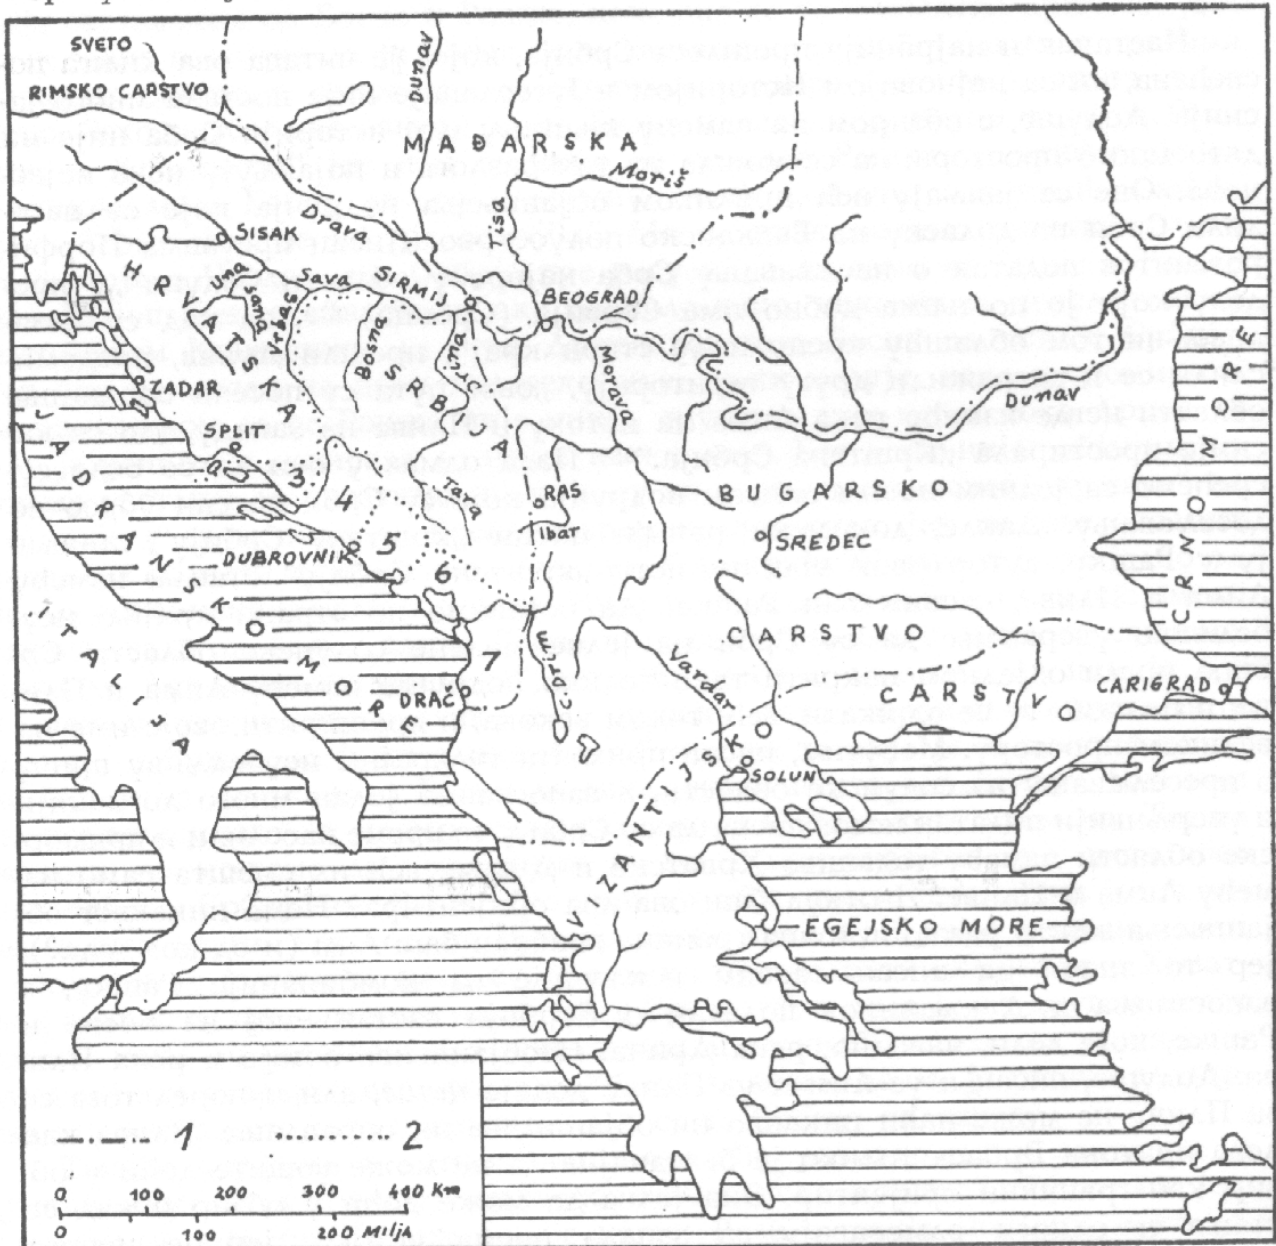 SVETO
RIMSKO CARSTVO
Dunav
MAĐARSKA
Moriš
Tisa
Drava
SISAK
ISTRA
HRVATSKA
Una
Sana
Vrbas
Sava
SIRMIJ
Bosna
Drina
BEOGRAD
Morava
SRBIJA
Dunav
ZADAR
SPLIT
3
4
Tara
RAS
Ibar
BUGARSKO
SREDEC
DUBROVNIK
5
6
7
JADRANSKO MORE
ITALIJA
CRNO MORE
CARSTVO
Drim
Vardar
DRAČ
CARSTVO
CARIGRAD
SOLUN
BIZANTSKO
EGEJSKO MORE
1
2
0 100 200 300 400 Km
0 100 200 Milja